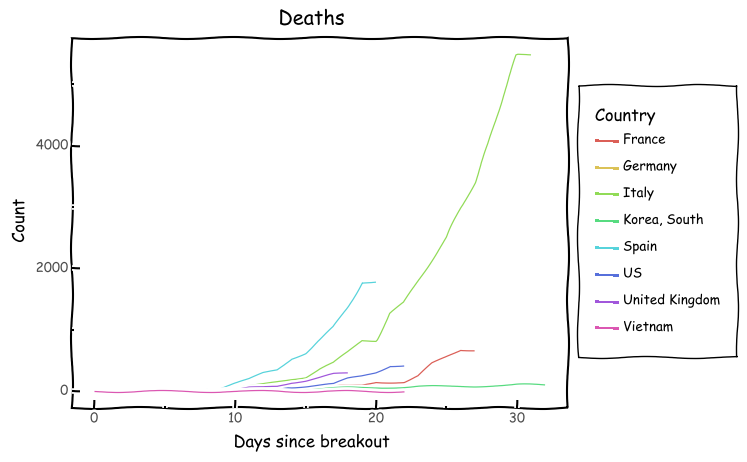 Deaths
Count
4000
2000
0
0
10
20
30
Days since breakout
Country
France
Germany
Italy
Korea, South
Spain
US
United Kingdom
Vietnam